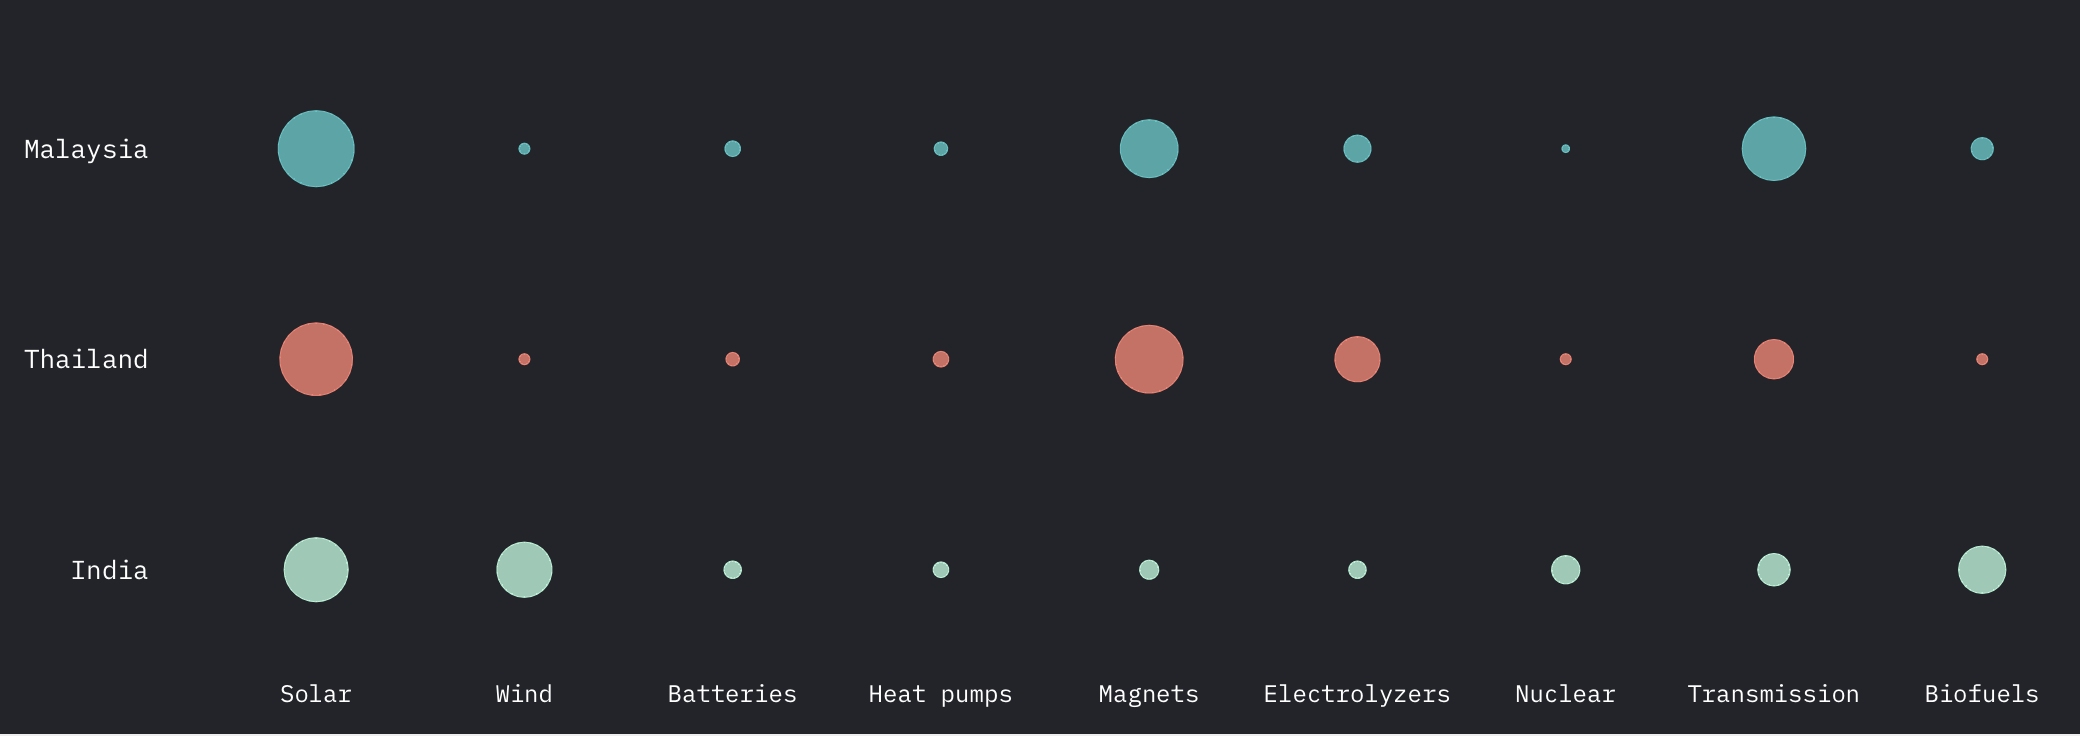 Malaysia
Thailand
India
Solar Wind Batteries Heat pumps Magnets Electrolyzers Nuclear Transmission Biofuels